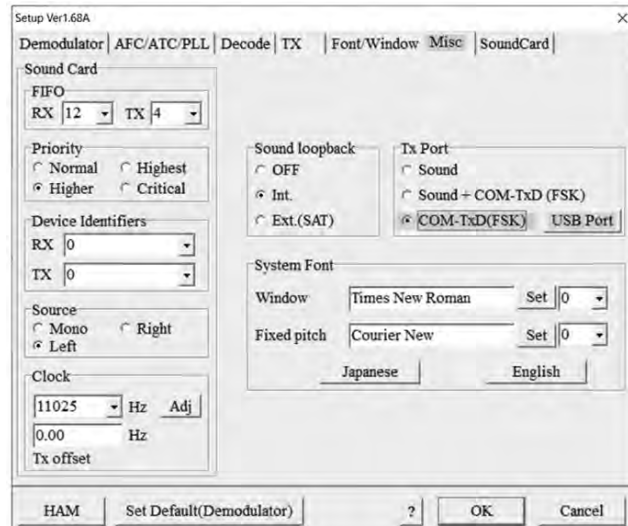 Setup Ver1.68A
Demodulator AFC/ATC/PLL Decode TX Font/Window Misc SoundCard
Sound Card
FIFO
RX 12 TX 4
Priority
Normal Highest
Higher Critical
Device Identifiers
RX 0
TX 0
Source
Mono Right
Left
Clock
11025 Hz Adj
0.00 Hz
Tx offset
Sound loopback
OFF
Int.
Ext.(SAT)
Tx Port
Sound
Sound + COM-TxD (FSK)
COM-TxD(FSK) USB Port
System Font
Window Times New Roman Set 0
Fixed pitch Courier New Set 0
Japanese English
HAM Set Default(Demodulator) ? OK Cancel